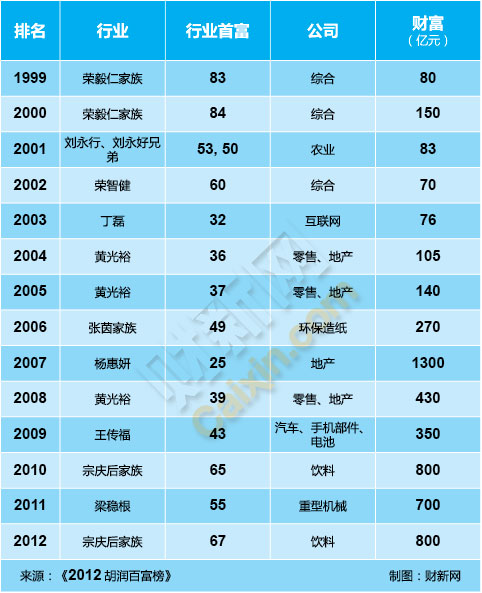 排名 行业 行业首富 公司 财富
（亿元）
1999 荣毅仁家族 83 综合 80
2000 荣毅仁家族 84 综合 150
2001 刘永行、刘永好兄弟 53, 50 农业 83
2002 荣智健 60 综合 70
2003 丁磊 32 互联网 76
2004 黄光裕 36 零售、地产 105
2005 黄光裕 37 零售、地产 140
2006 张茵家族 49 环保造纸 270
2007 杨惠妍 25 地产 1300
2008 黄光裕 39 零售、地产 430
2009 王传福 43 汽车、手机部件、电池 350
2010 宗庆后家族 65 饮料 800
2011 梁稳根 55 重型机械 700
2012 宗庆后家族 67 饮料 800
来源：《2012 胡润百富榜》 制图：财新网
财新网
Caixin.com